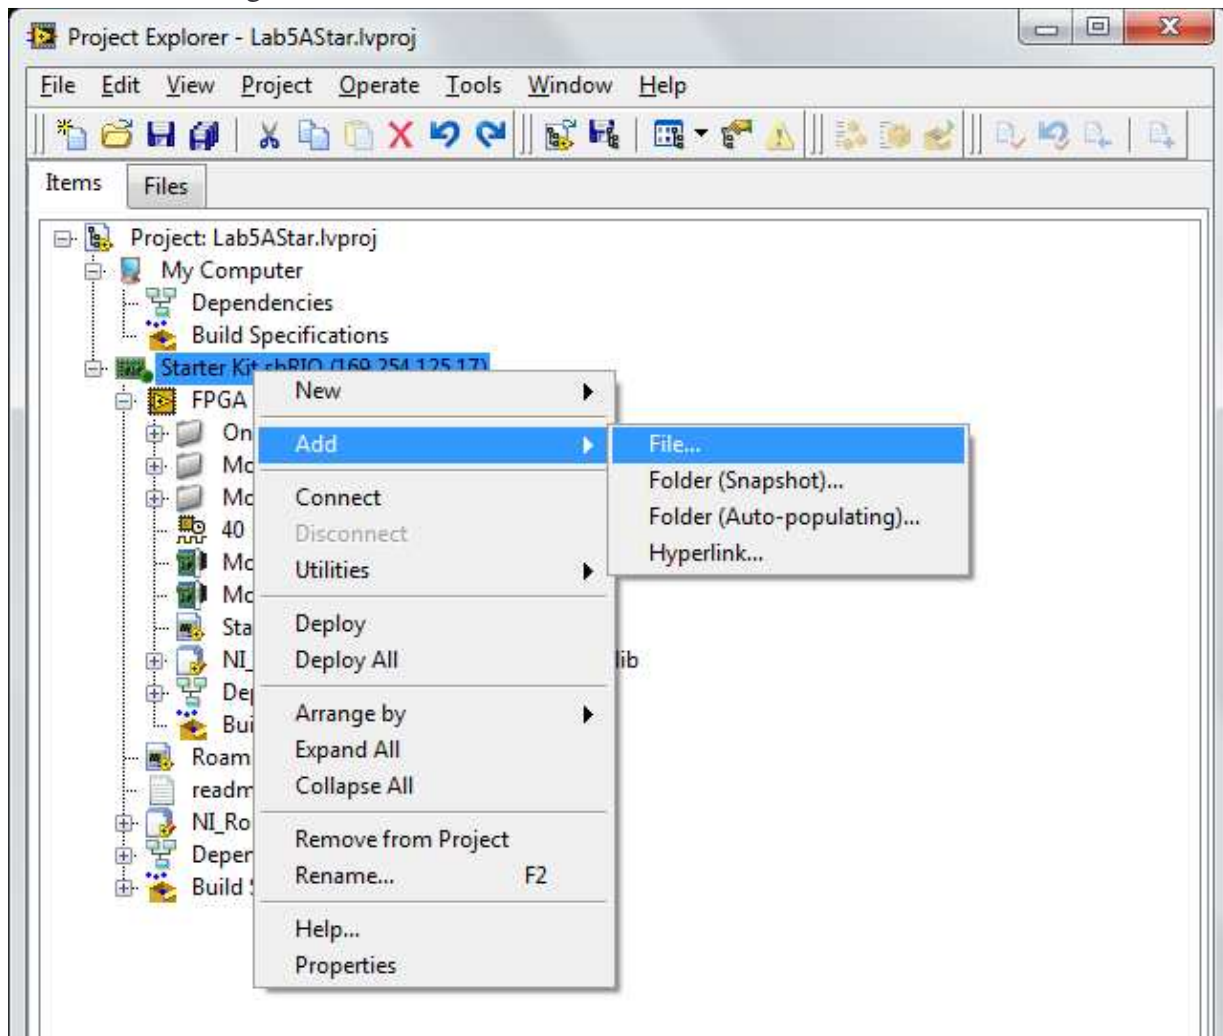 Project Explorer - Lab5AStar.lvproj
File Edit View Project Operate Tools Window Help
Items Files
Project: Lab5AStar.lvproj
My Computer
Dependencies
Build Specifications
Starter Kit sbRIO (169.254.125.17)
New
FPGA
On
Add
File...
Mo
Folder (Snapshot)...
Mo
Connect
Folder (Auto-populating)...
40
Disconnect
Hyperlink...
Mo
Utilities
Mo
Sta
Deploy
NI_
Deploy All
lib
Dep
Arrange by
Bui
Expand All
Roam
Collapse All
readm
NI_Ro
Remove from Project
Depen
Rename... F2
Build S
Help...
Properties